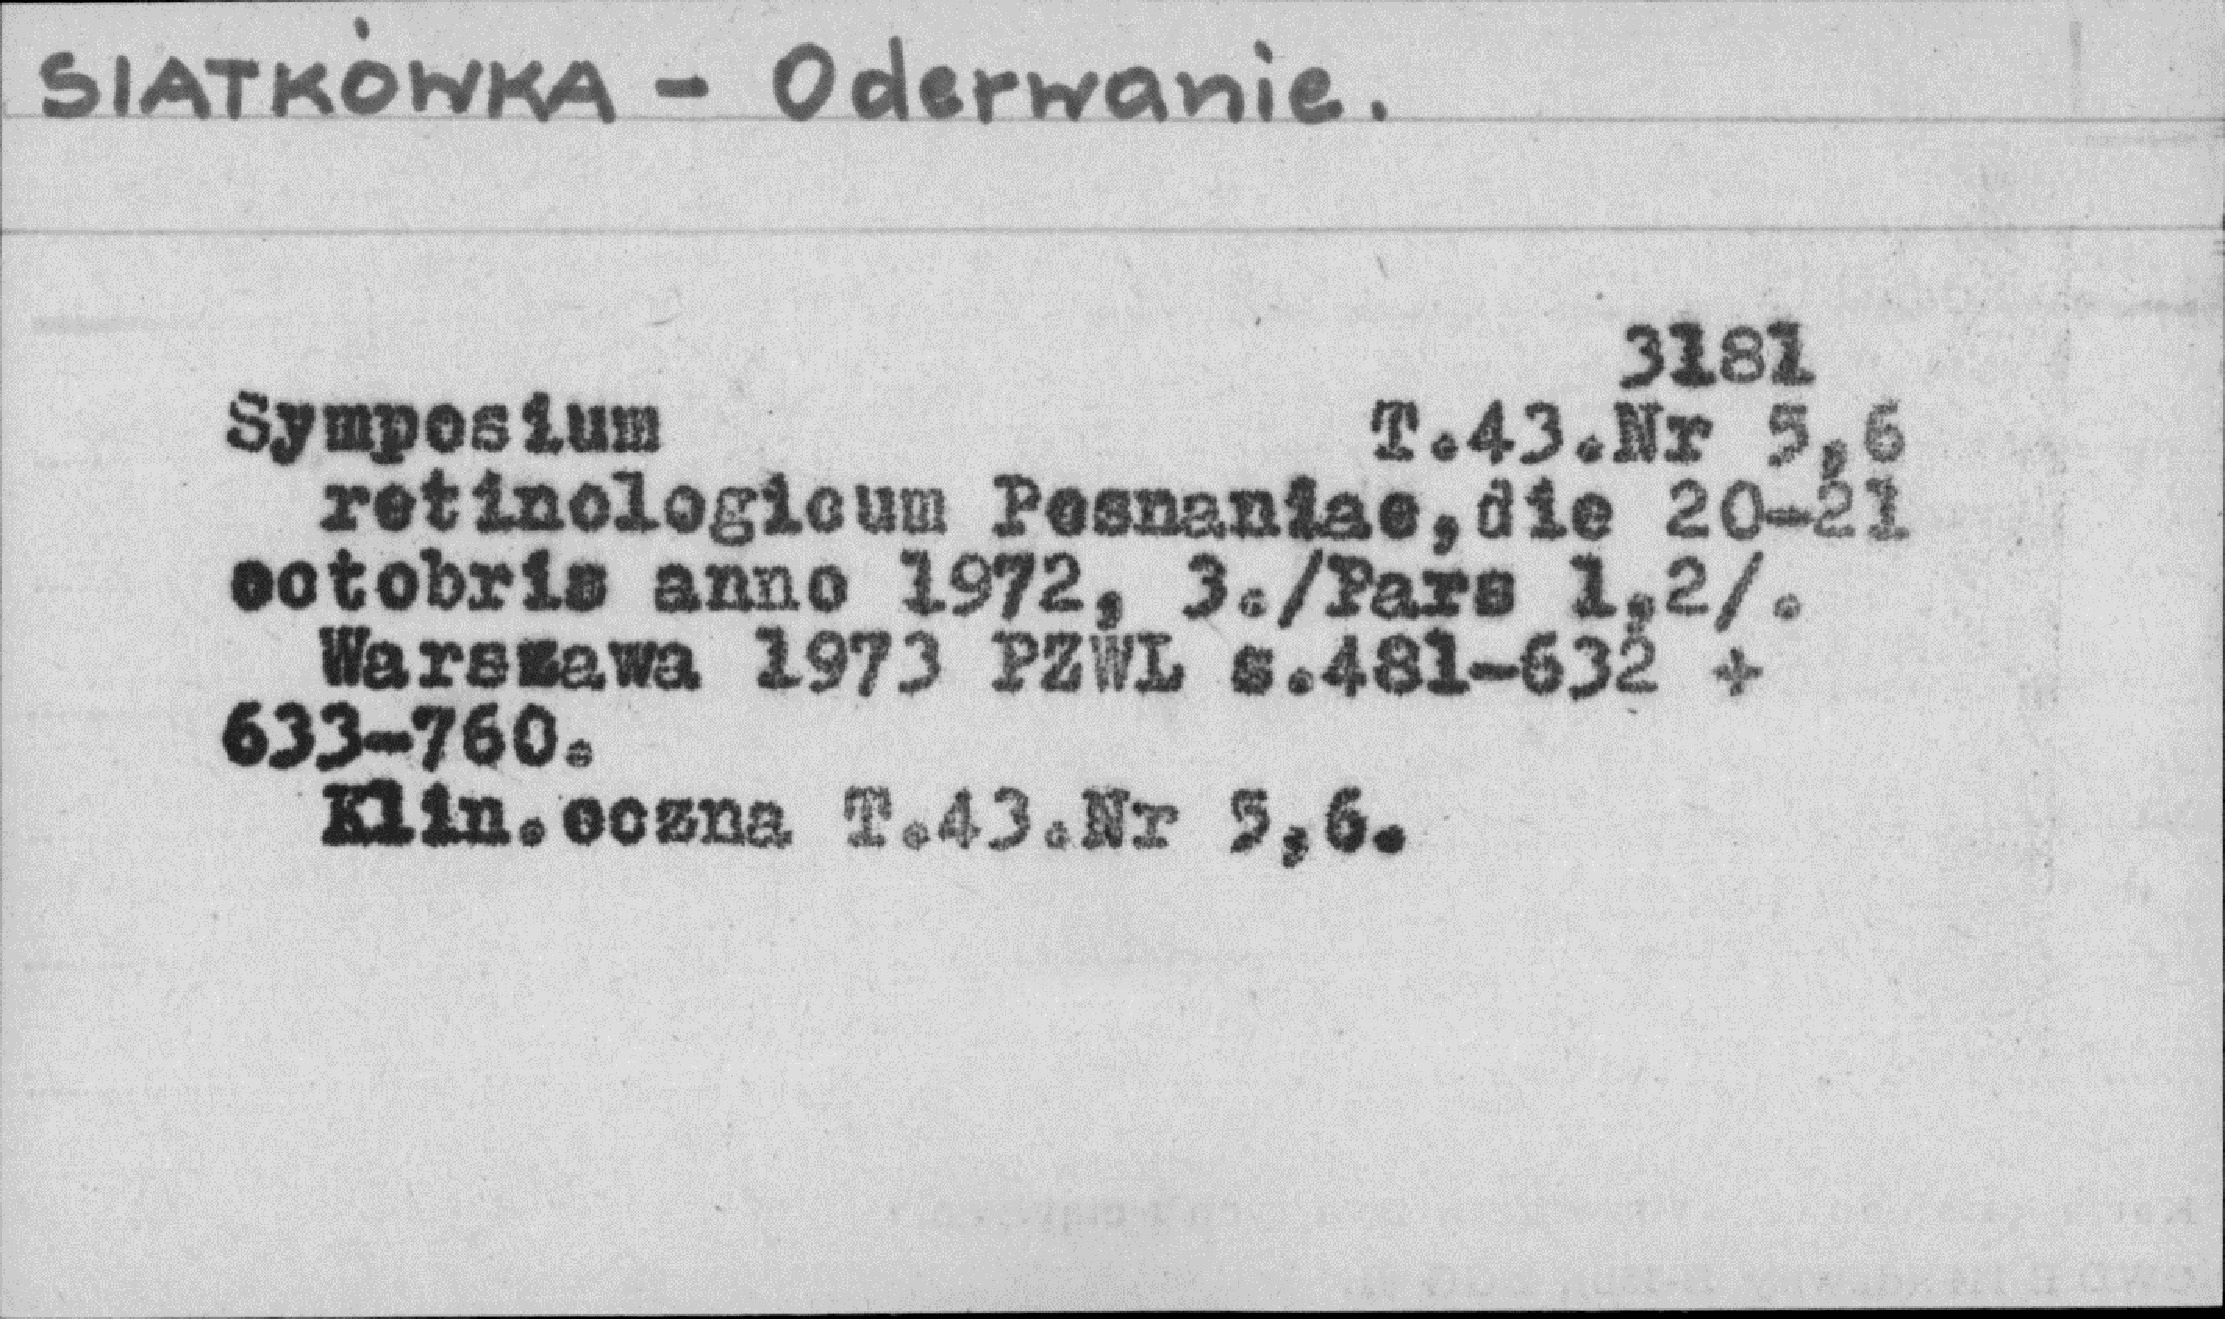 SIATKÓWKA - Oderwanie.
3181
Symposium T.43.Nr 5,6
retinologicum Posnaniae,die 20-21
octobris anno 1972, 3./Pars 1,2/.
Warszawa 1973 PZWL s.481-632 +
633-760.
Klin.oczna T.43.Nr 5,6.